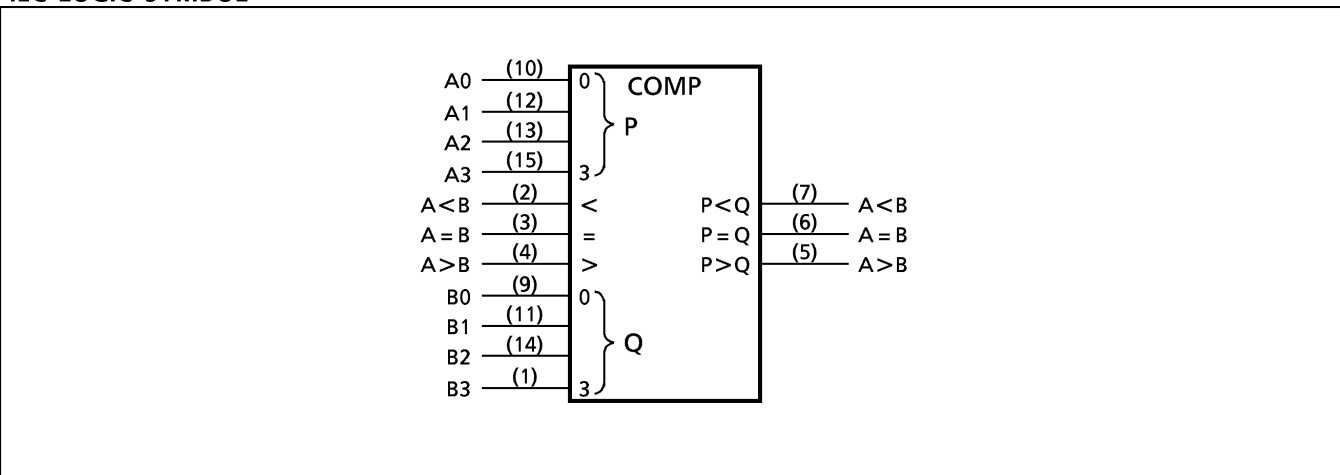 IEC LOGIC SYMBOL
A0 (10) 0 COMP
A1 (12)
P
A2 (13)
A3 (15) 3
A<B (2) < P<Q (7) A<B
A=B (3) = P=Q (6) A=B
A>B (4) > P>Q (5) A>B
B0 (9) 0
B1 (11)
Q
B2 (14)
B3 (1) 3